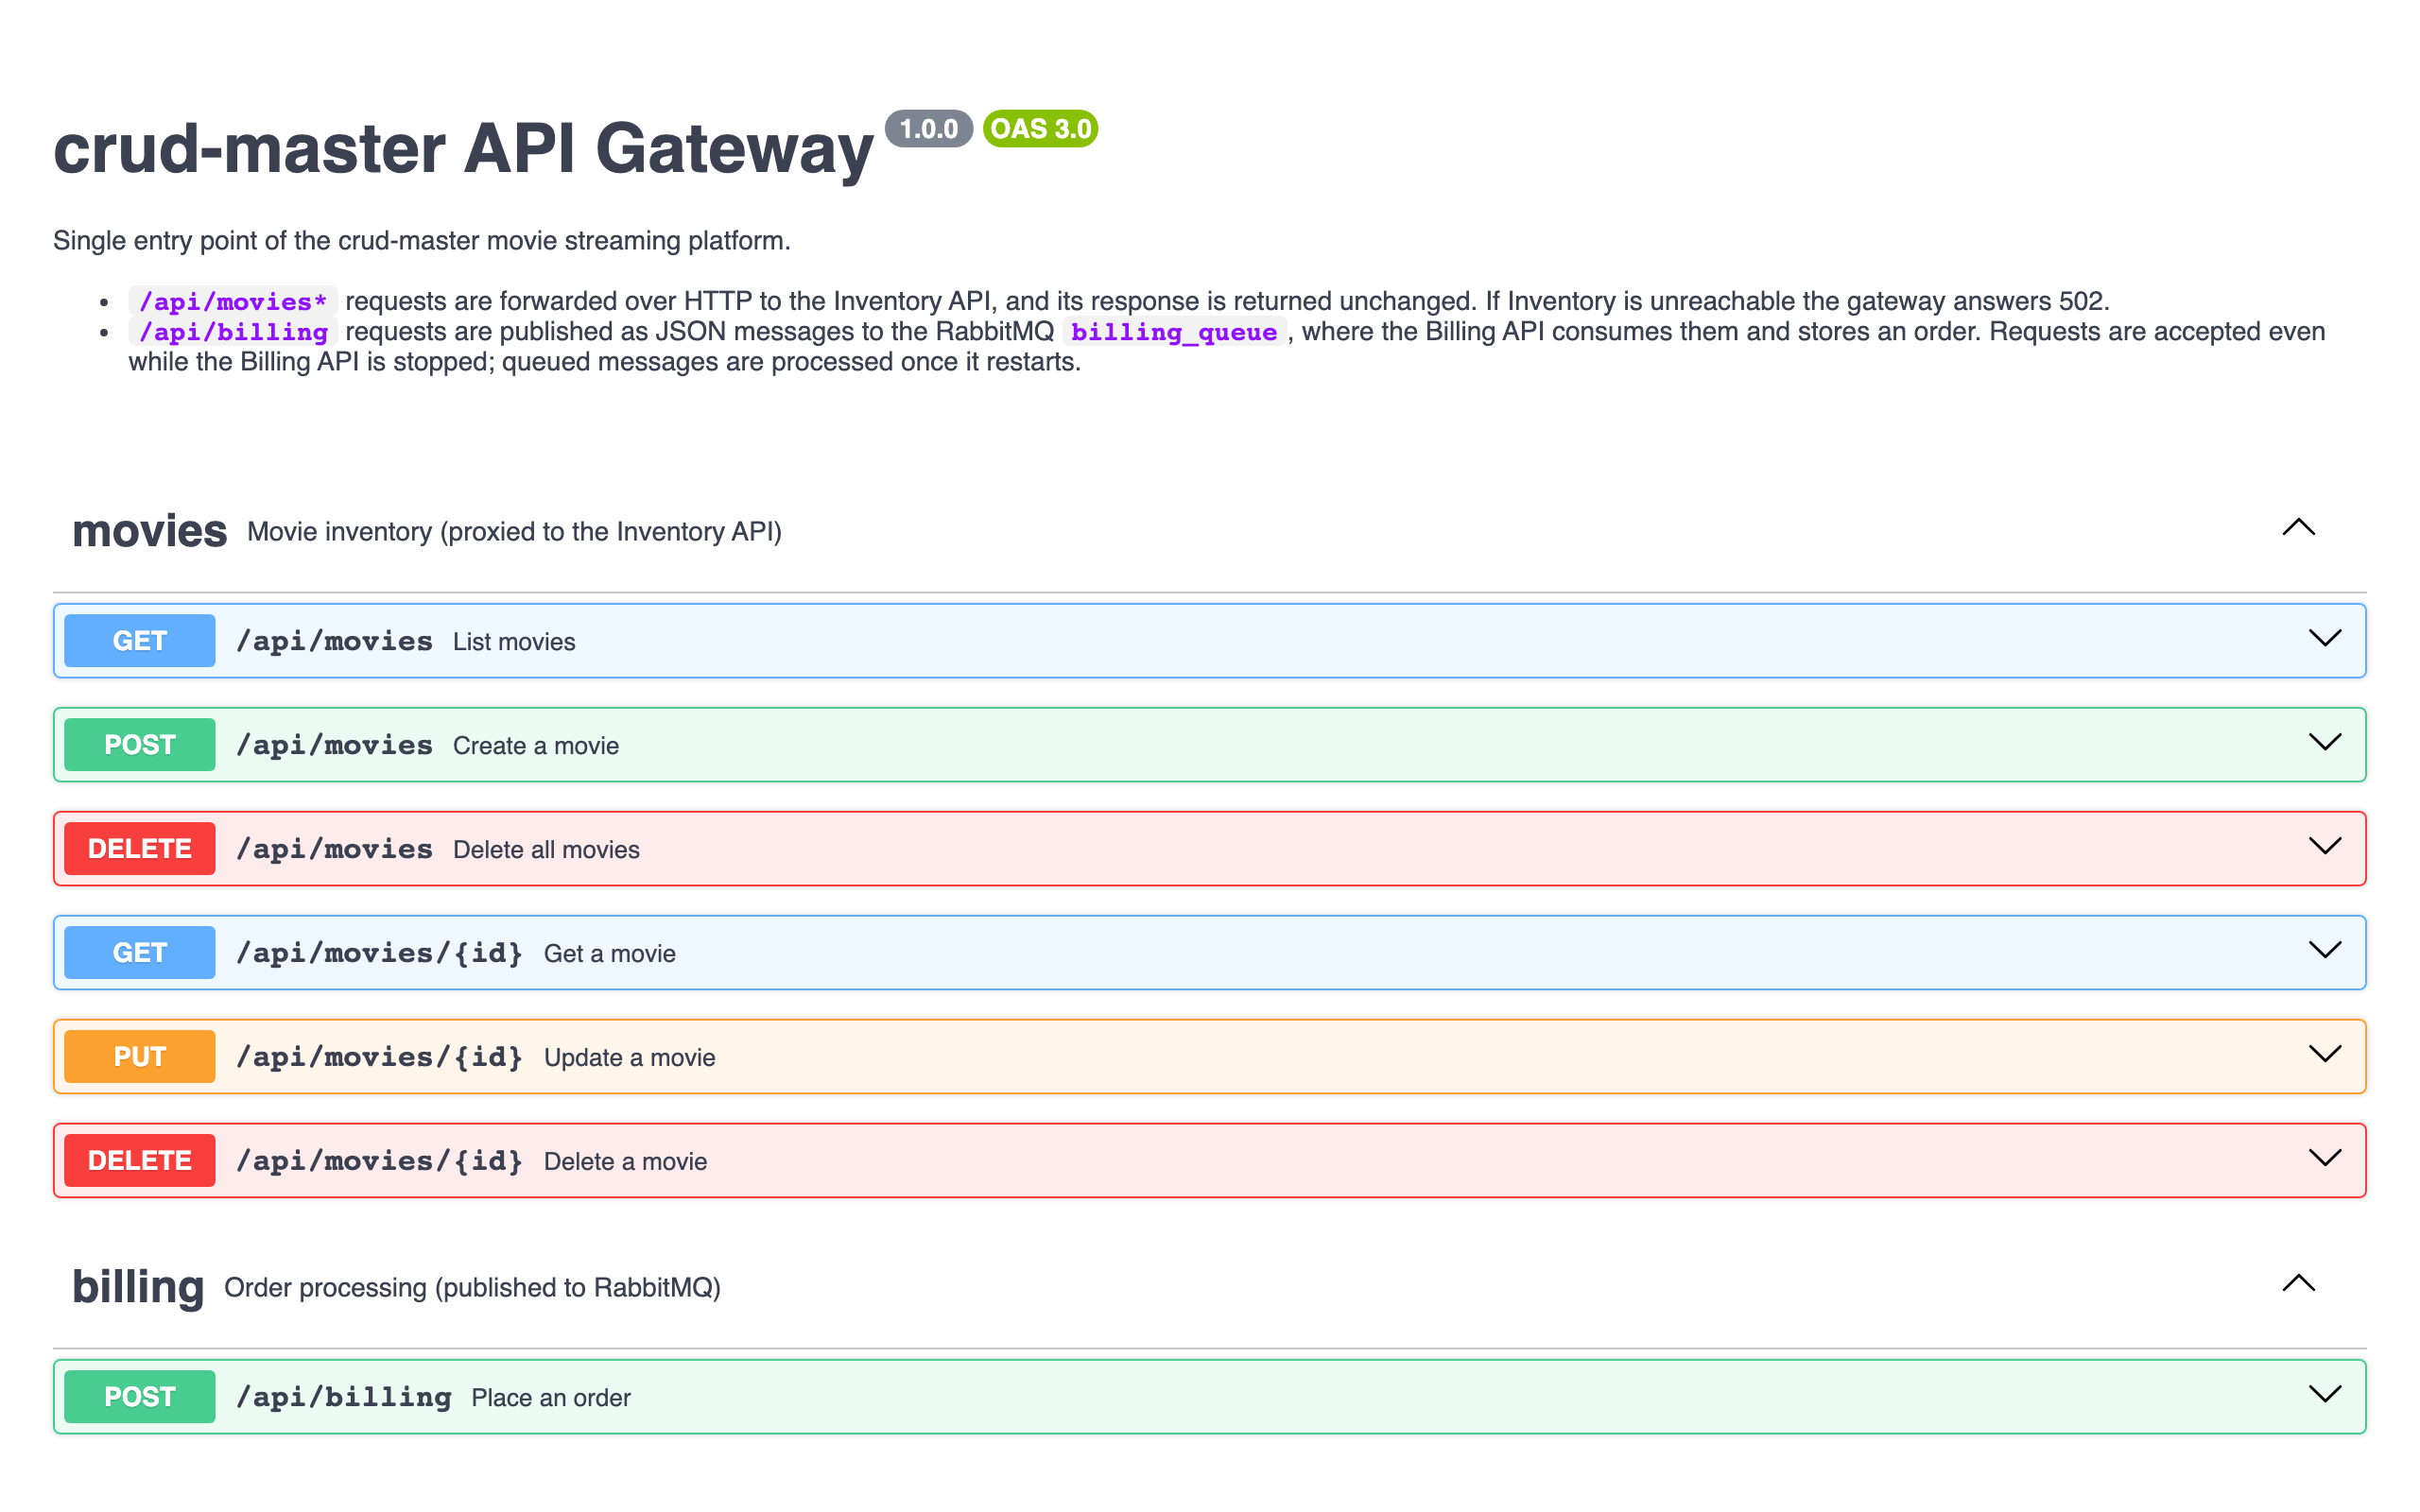 crud-master API Gateway 1.0.0 OAS 3.0
Single entry point of the crud-master movie streaming platform.
• /api/movies* requests are forwarded over HTTP to the Inventory API, and its response is returned unchanged. If Inventory is unreachable the gateway answers 502.
• /api/billing requests are published as JSON messages to the RabbitMQ billing_queue, where the Billing API consumes them and stores an order. Requests are accepted even
while the Billing API is stopped; queued messages are processed once it restarts.
movies Movie inventory (proxied to the Inventory API)
GET /api/movies List movies
POST /api/movies Create a movie
DELETE /api/movies Delete all movies
GET /api/movies/{id} Get a movie
PUT /api/movies/{id} Update a movie
DELETE /api/movies/{id} Delete a movie
billing Order processing (published to RabbitMQ)
POST /api/billing Place an order